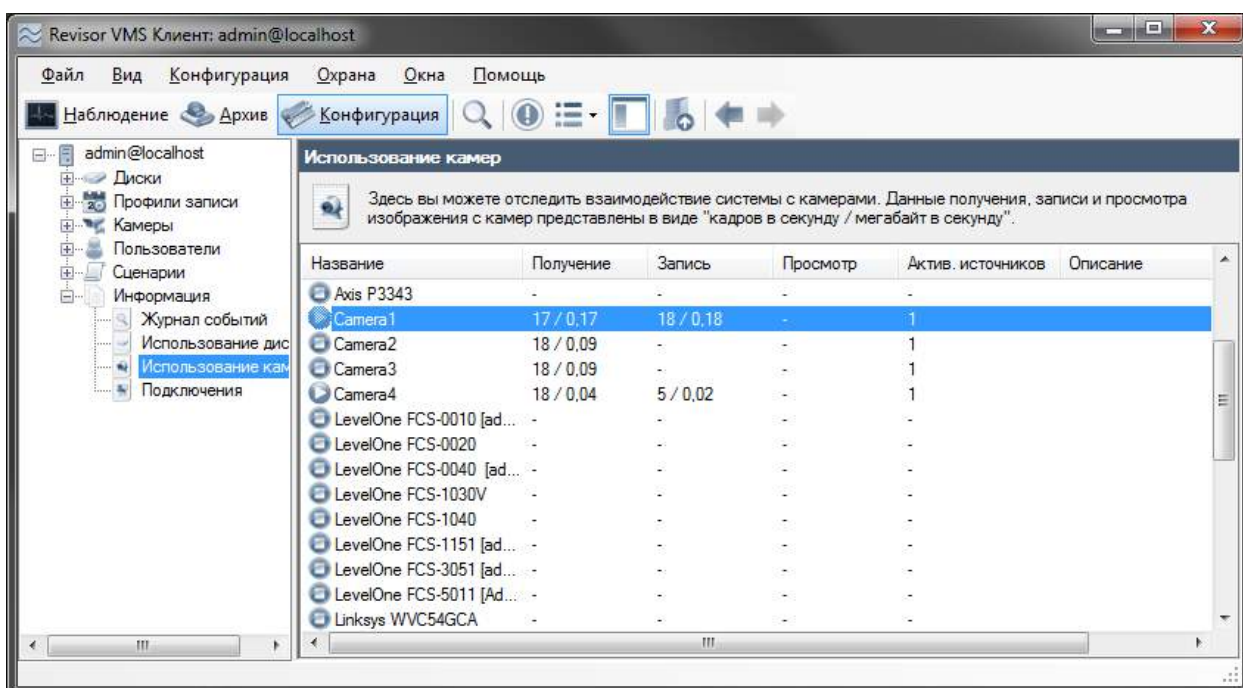 Revisor VMS Клиент: admin@localhost
Файл Вид Конфигурация Охрана Окна Помощь
Наблюдение Архив Конфигурация
admin@localhost
Диски
Профили записи
Камеры
Пользователи
Сценарии
Информация
Журнал событий
Использование дис
Использование кам
Подключения
Использование камер
Здесь вы можете отследить взаимодействие системы с камерами. Данные получения, записи и просмотра
изображения с камер представлены в виде "кадров в секунду / мегабайт в секунду".
Название Получение Запись Просмотр Актив. источников Описание
Axis P3343 - - - -
Camera1 17 / 0,17 18 / 0,18 - 1
Camera2 18 / 0,09 - - 1
Camera3 18 / 0,09 - - 1
Camera4 18 / 0,04 5 / 0,02 - 1
LevelOne FCS-0010 [ad... - - - -
LevelOne FCS-0020 - - - -
LevelOne FCS-0040 [ad... - - - -
LevelOne FCS-1030V - - - -
LevelOne FCS-1040 - - - -
LevelOne FCS-1151 [ad... - - - -
LevelOne FCS-3051 [ad... - - - -
LevelOne FCS-5011 [Ad... - - - -
Linksys WVC54GCA - - - -